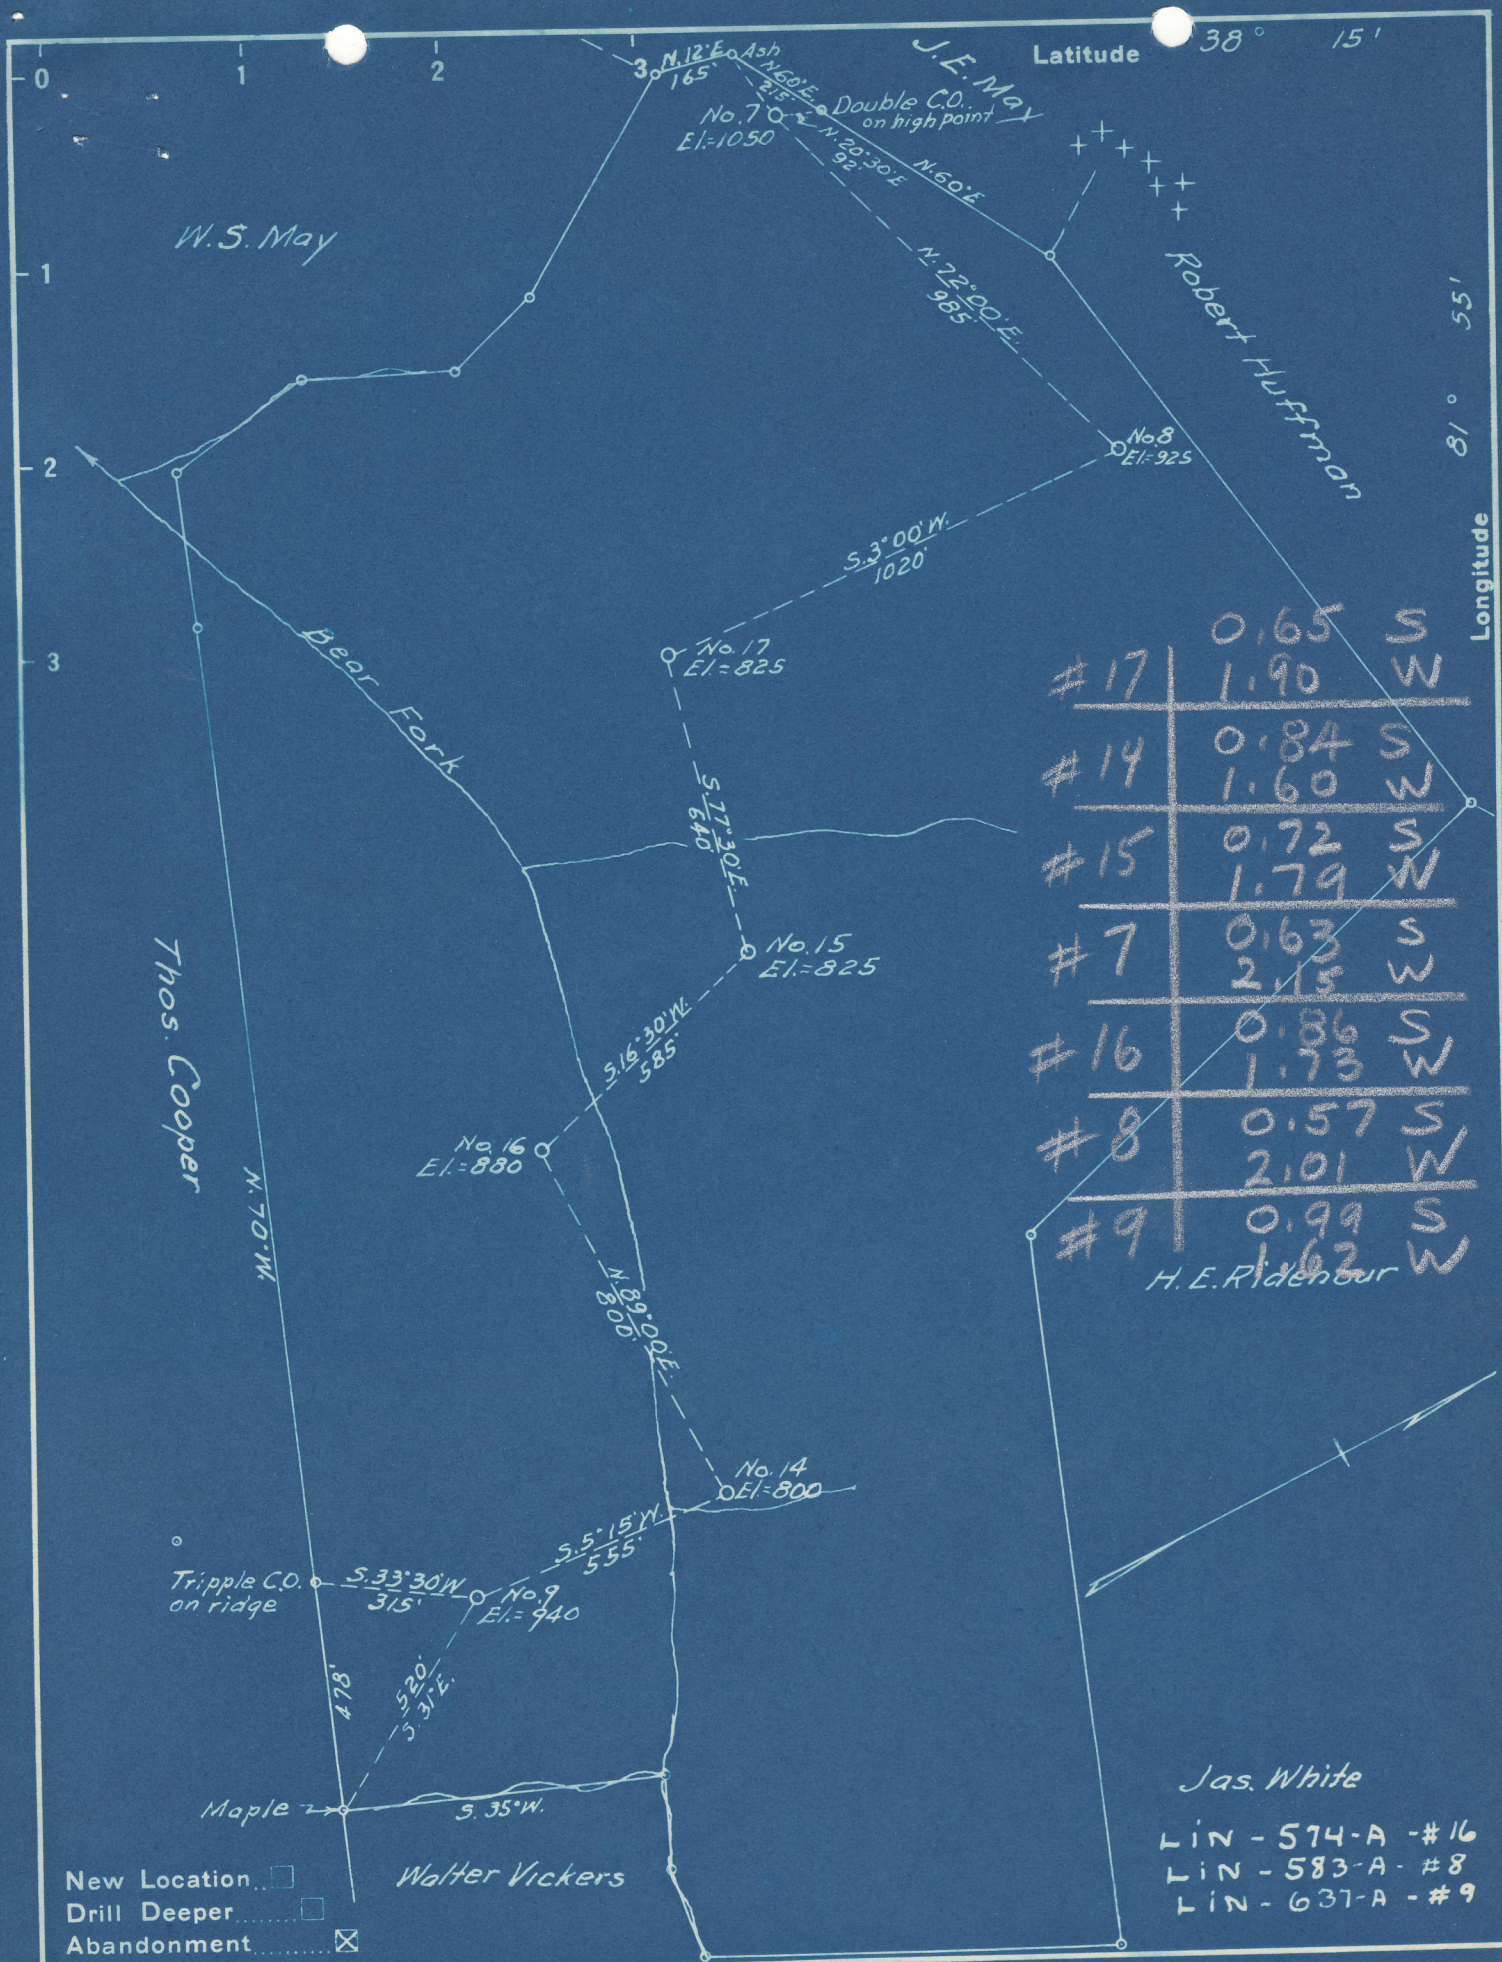 0
1
2
3
1
2
3
Latitude 38° 15'
Longitude 81° 55'
N.12°E.
165'
Ash
N.60°E.
215'
J.E. May
No.7
El.=1050
Double C.O.
on high point
N.20°30'E
92'
N.60°E
W.S. May
Robert Huffman
N.72°00'E.
985'
No.8
El=925
S.3°00'W.
1020'
No.17
El.=825
Bear Fork
S.77°30'E.
640'
#17 0.65 S
1.90 W
#14 0.84 S
1.60 W
#15 0.72 S
1.79 W
#7 0.63 S
2.15 W
#16 0.86 S
1.73 W
#8 0.57 S
2.01 W
#9 0.99 S
1.62 W
No.15
El.=825
Thos. Cooper
S.16°30'W.
585'
No.16
El.=880
N.70°W.
H.E. Ridenour
N.89°00'E.
800'
No.14
El.=800
S.5°15'W.
555'
Tripple C.O.
on ridge
S.33°30'W
315'
No.9
El.=940
478'
520'
S.31°E.
Maple
S.35°W.
Walter Vickers
Jas. White
LIN-574-A-#16
LIN-583-A-#8
LIN-637-A-#9
New Location
Drill Deeper
Abandonment ☒